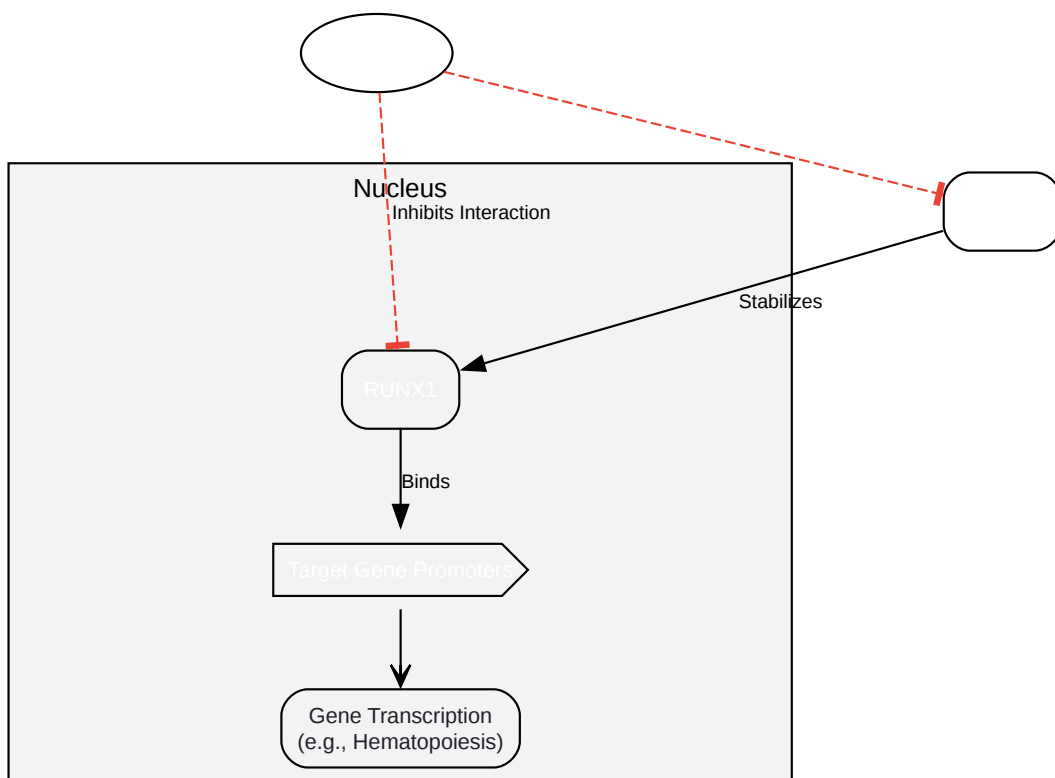 Nucleus
Inhibits Interaction
Stabilizes
RUNX1
Binds
Target Gene Promoters
Gene Transcription
(e.g., Hematopoiesis)